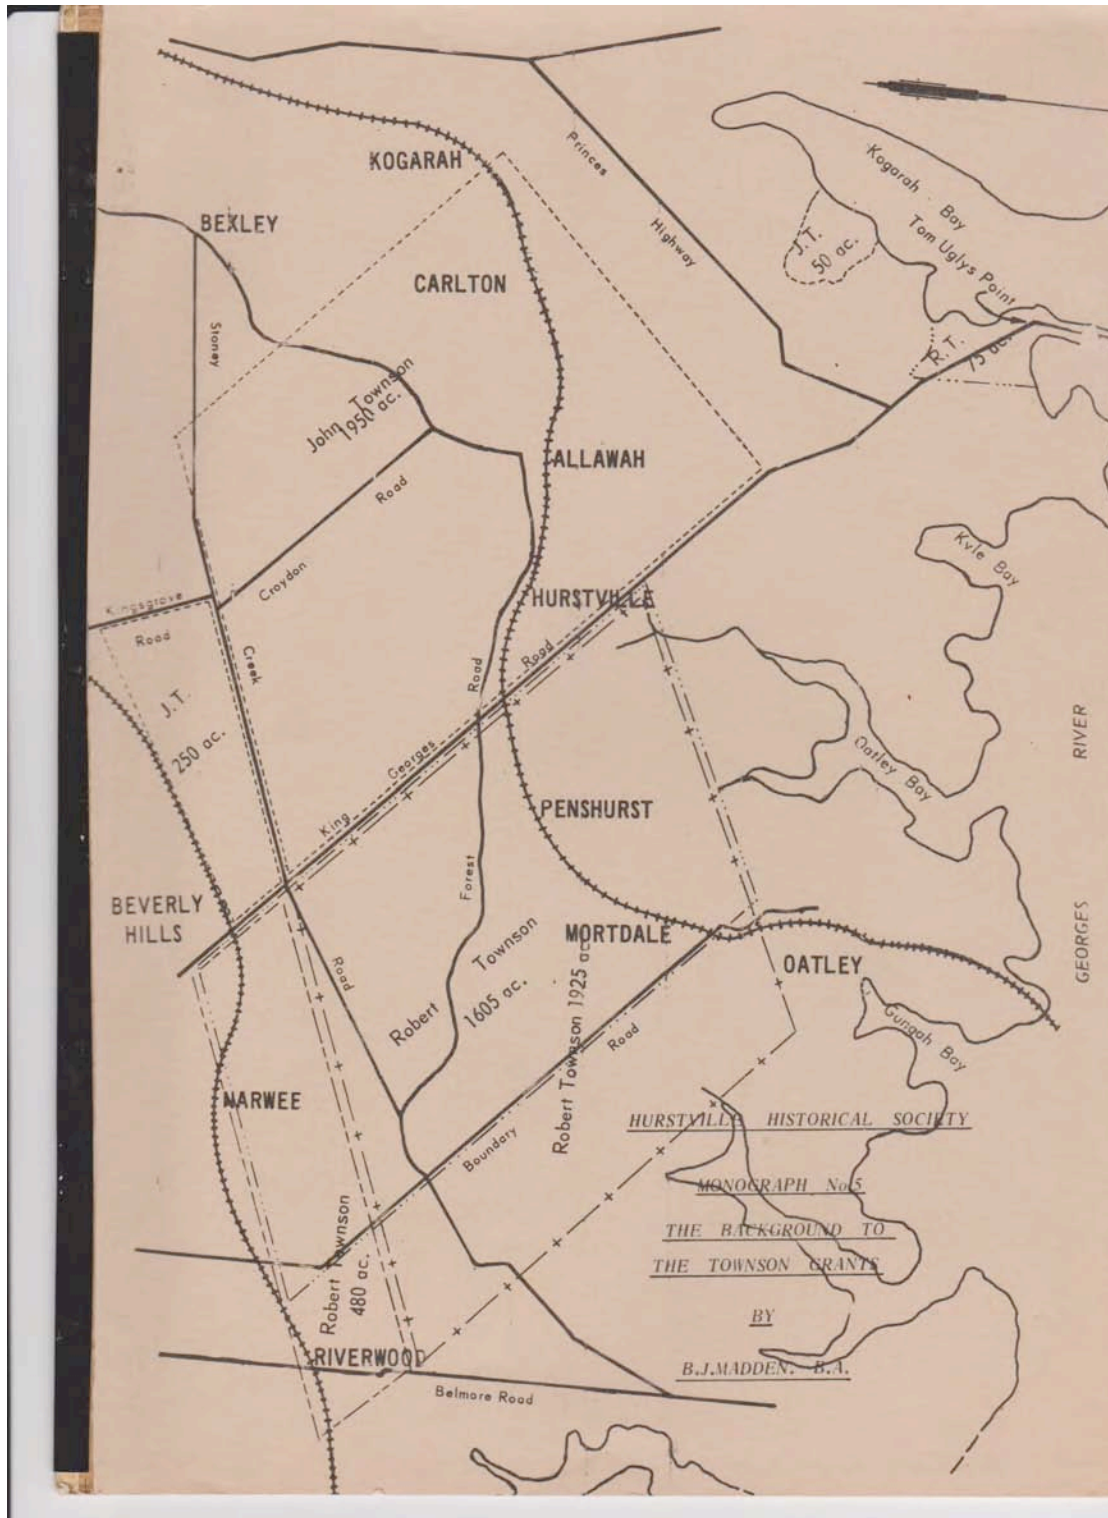 KOGARAH
BEXLEY
CARLTON
Princes
Highway
Kogarah Bay
Tom Uglys Point
J.T.
50 ac.
R.T.
75 ac.
Stoney
John Townson
1950 ac.
ALLAWAH
Road
Croydon
Kyle Bay
Kingsgrove
Road
HURSTVILLE
Creek
Road
Road
J.T.
250 ac.
Georges
King
Oatley Bay
RIVER
PENSHURST
Forest
BEVERLY
HILLS
MORTDALE
OATLEY
GEORGES
Road
Robert Townson
1605 ac.
Robert Townson 1925 ac.
Road
Gungah Bay
NARWEE
Boundary
HURSTVILLE HISTORICAL SOCIETY
MONOGRAPH No 5
THE BACKGROUND TO
THE TOWNSON GRANTS
BY
B.J.MADDEN. B.A.
Robert Townson
480 ac.
RIVERWOOD
Belmore Road